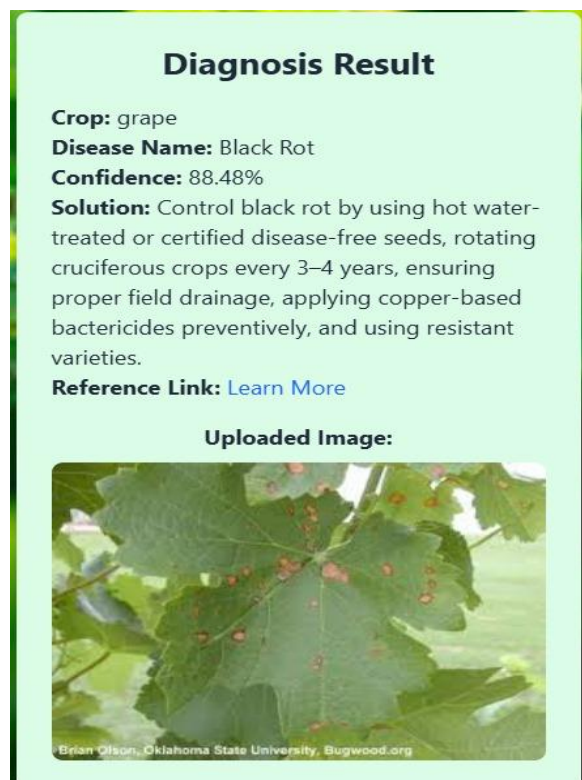 Diagnosis Result
Crop: grape
Disease Name: Black Rot
Confidence: 88.48%
Solution: Control black rot by using hot water-
treated or certified disease-free seeds, rotating
cruciferous crops every 3–4 years, ensuring
proper field drainage, applying copper-based
bactericides preventively, and using resistant
varieties.
Reference Link: Learn More
Uploaded Image:
Brian Olson, Oklahoma State University, Bugwood.org